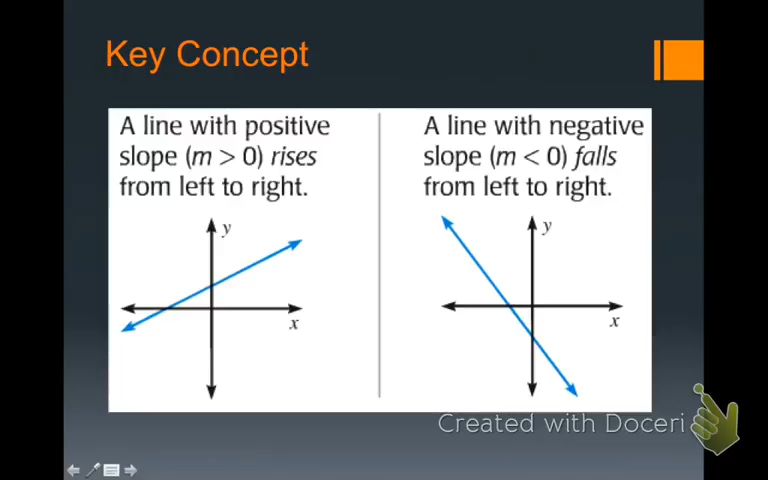 Key Concept
A line with positive
slope (m > 0) rises
from left to right.
y
x
A line with negative
slope (m < 0) falls
from left to right.
y
x
Created with Doceri